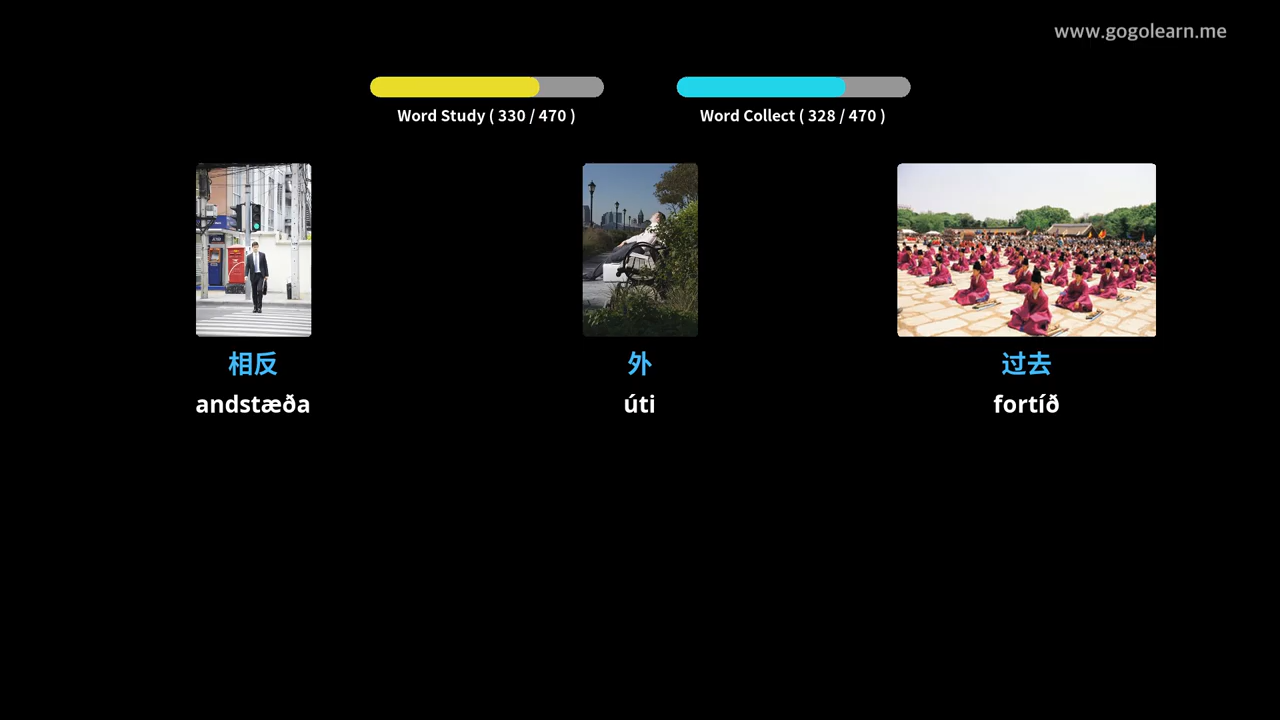 www.gogolearn.me
Word Study ( 330 / 470 )
Word Collect ( 328 / 470 )
相反
andstæða
外
úti
过去
fortíð